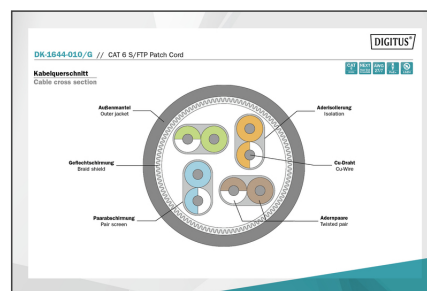 DIGITUS®
DK-1644-010/G // CAT 6 S/FTP Patch Cord
Kabelquerschnitt
Cable cross section
Außenmantel
Outer jacket
Aderisolierung
Isolation
Geflechtschirmung
Braid shield
Cu-Draht
Cu-Wire
Paarabschirmung
Pair screen
Aderepaare
Twisted pair